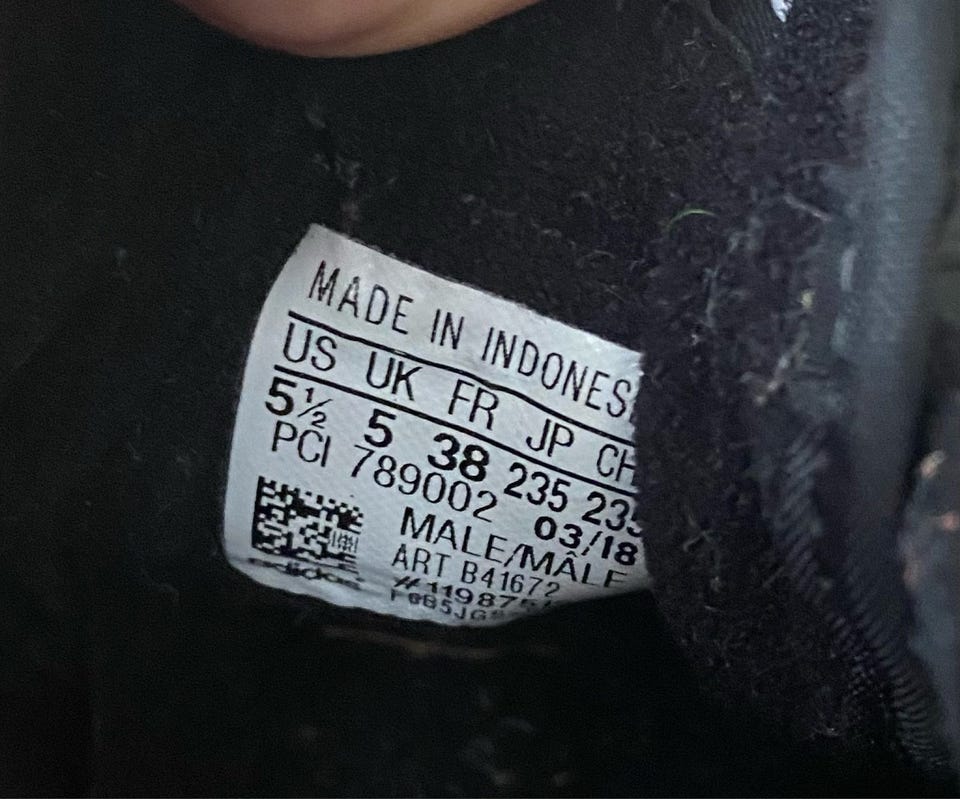 MADE IN INDONES
US UK FR JP CH
5½ 5 38 235 235
PCI 789002 03/18
MALE/MÂLE
ART B41672
adidas